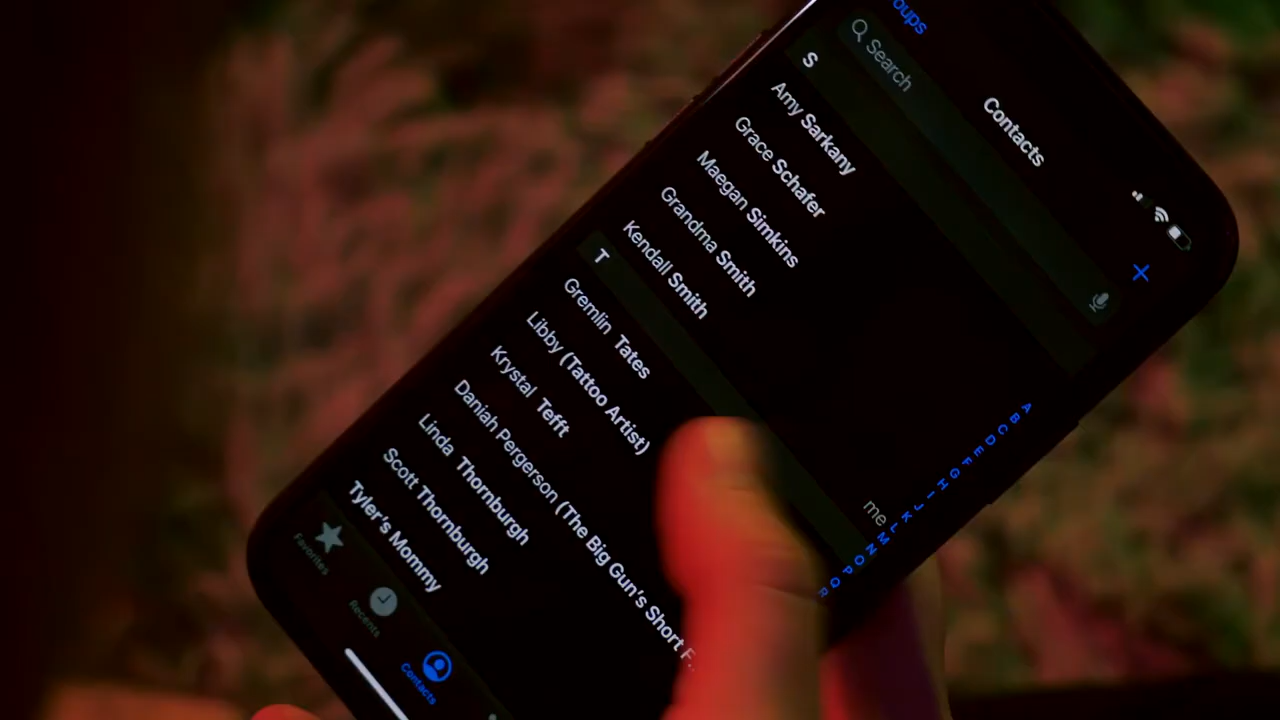 Contacts
Search
S
Amy Sarkany
Grace Schafer
Maegan Simkins
Grandma Smith
me
Kendall Smith
T
Gremlin Tates
Libby (Tattoo Artist)
Krystal Tefft
Daniah Pergerson (The Big Gun's Short F...
Linda Thornburgh
Scott Thornburgh
Tyler's Mommy
A
B
C
D
E
F
G
H
I
J
K
L
M
N
O
P
Q
R
Favorites
Recents
Contacts